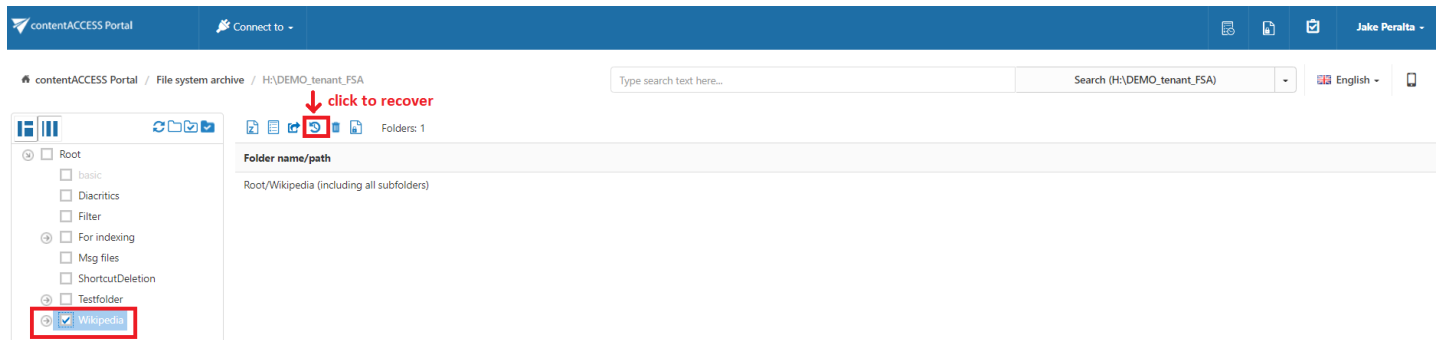 contentACCESS Portal
Connect to
Jake Peralta
contentACCESS Portal / File system archive / H:\DEMO_tenant_FSA
Type search text here...
Search (H:\DEMO_tenant_FSA)
English
click to recover
Folders: 1
Root
Folder name/path
basic
Root/Wikipedia (including all subfolders)
Diacritics
Filter
For indexing
Msg files
ShortcutDeletion
Testfolder
Wikipedia